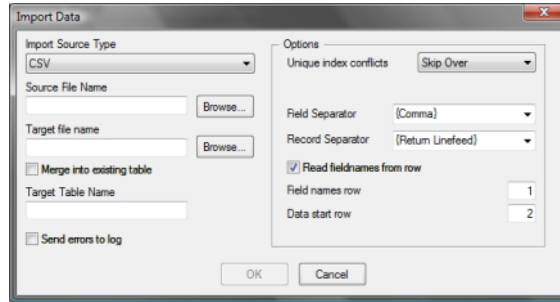 Import Data
Import Source Type
CSV
Source File Name
Browse...
Target file name
Browse...
Merge into existing table
Target Table Name
Send errors to log
Options
Unique index conflicts Skip Over
Field Separator {Comma}
Record Separator {Return Linefeed}
Read fieldnames from row
Field names row 1
Data start row 2
OK Cancel